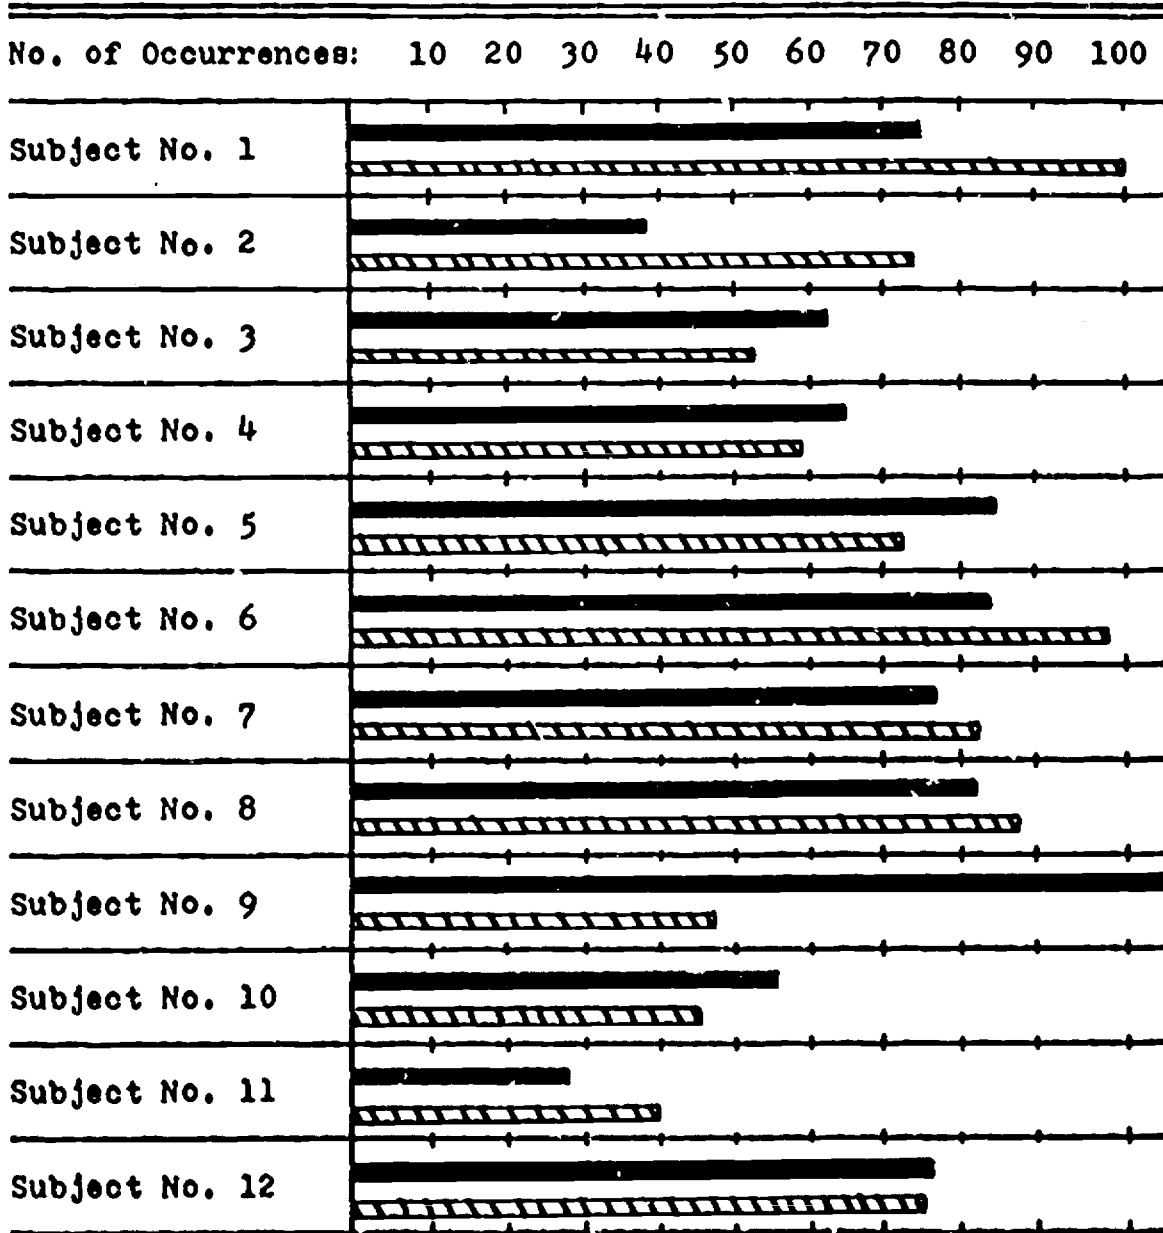 No. of Occurrences: 10 20 30 40 50 60 70 80 90 100
Subject No. 1
Subject No. 2
Subject No. 3
Subject No. 4
Subject No. 5
Subject No. 6
Subject No. 7
Subject No. 8
Subject No. 9
Subject No. 10
Subject No. 11
Subject No. 12